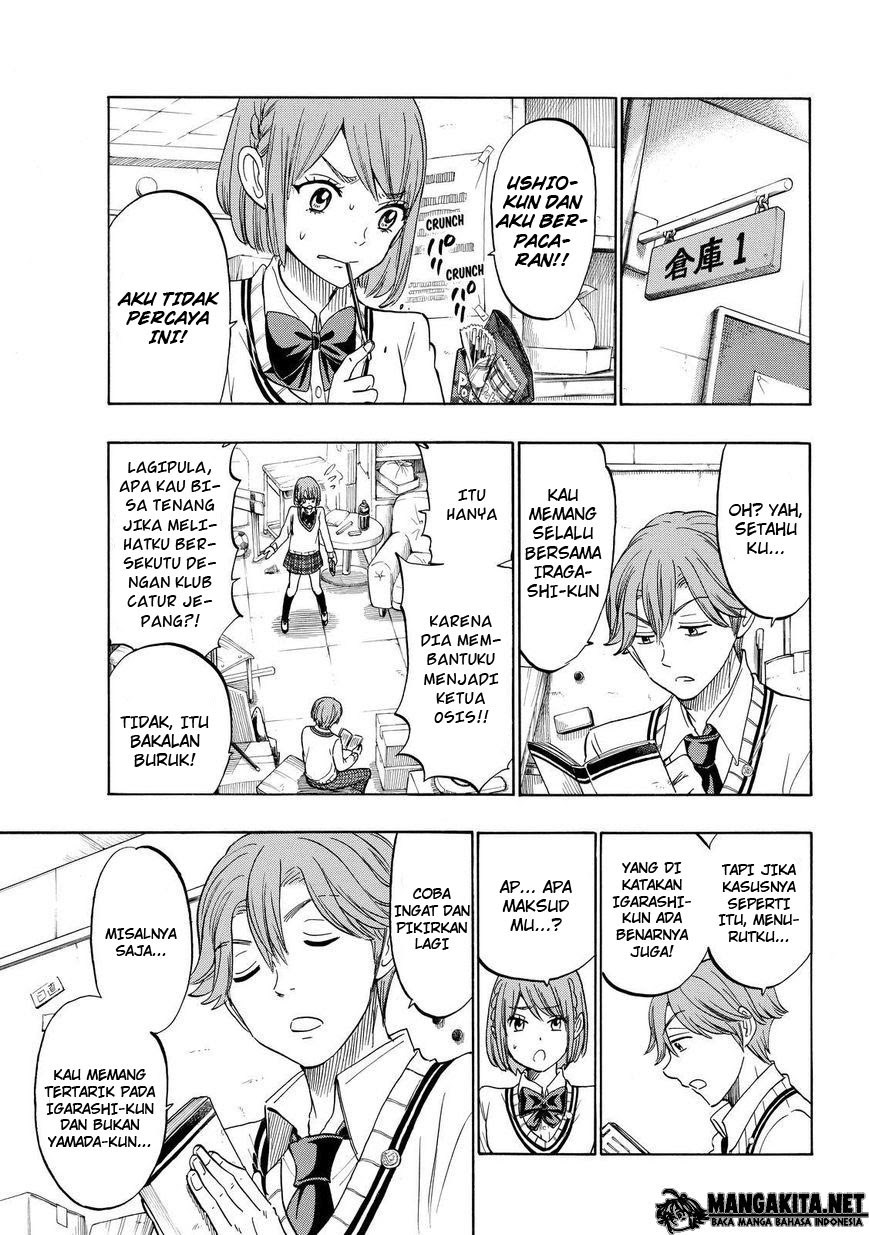 倉庫1
USHIO-
KUN DAN
AKU BER-
PACA-
RAN!!
CRUNCH
CRUNCH
AKU TIDAK
PERCAYA
INI!
OH? YAH,
SETAHU
KU...
KAU
MEMANG
SELALU
BERSAMA
IRAGA-
SHI-KUN
ITU
HANYA
KARENA
DIA MEM-
BANTUKU
MENJADI
KETUA
OSIS!!
LAGIPULA,
APA KAU BI-
SA TENANG
JIKA MELI-
HATKU BER-
SEKUTU DE-
NGAN KLUB
CATUR JE-
PANG?!
TIDAK, ITU
BAKALAN
BURUK!
TAPI JIKA
KASUSNYA
SEPERTI
ITU, MENU-
RUTKU...
YANG DI
KATAKAN
IGARASHI-
KUN ADA
BENARNYA
JUGA!
AP... APA
MAKSUD
MU...?
COBA
INGAT DAN
PIKIRKAN
LAGI
MISALNYA
SAJA...
KAU MEMANG
TERTARIK PADA
IGARASHI-KUN
DAN BUKAN
YAMADA-KUN...
MANGAKITA.NET
BACA MANGA BAHASA INDONESIA